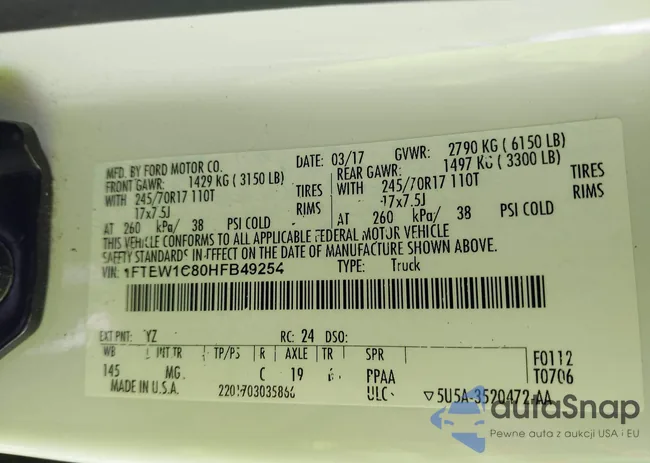 MFD. BY FORD MOTOR CO. DATE: 03/17 GVWR: 2790 KG ( 6150 LB)
FRONT GAWR: 1429 KG ( 3150 LB) REAR GAWR: 1497 KG ( 3300 LB)
WITH 245/70R17 110T TIRES WITH 245/70R17 110T TIRES
17x7.5J RIMS 17x7.5J RIMS
AT 260 kPa/ 38 PSI COLD AT 260 kPa/ 38 PSI COLD
THIS VEHICLE CONFORMS TO ALL APPLICABLE FEDERAL MOTOR VEHICLE
SAFETY STANDARDS IN EFFECT ON THE DATE OF MANUFACTURE SHOWN ABOVE.
VIN: 1FTEW1C80HFB49254 TYPE: Truck
EXT PNT: YZ RC: 24 DSO:
WB INT TR TP/PS R AXLE TR SPR F0112
145 MG C 19 PPAA T0706
MADE IN U.S.A. ULC 5U5A-3520472-AA
autaSnap
Pewne auta z aukcji USA i EU